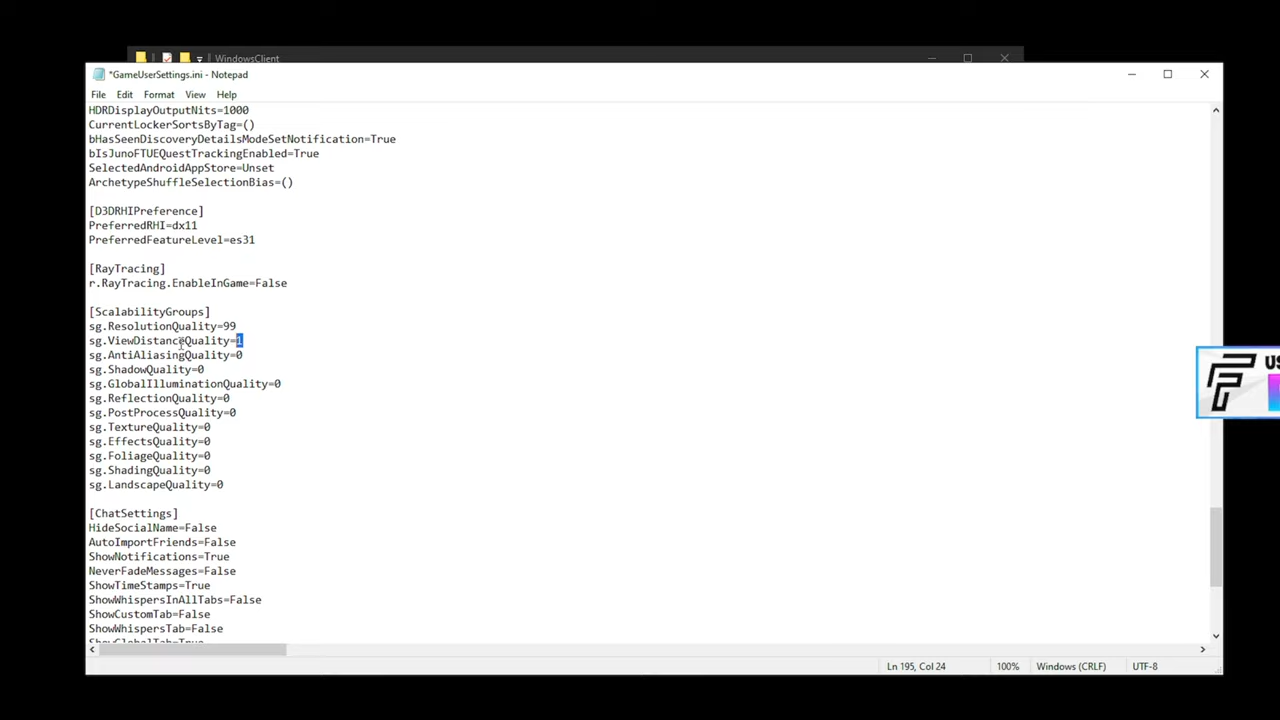 WindowsClient
*GameUserSettings.ini - Notepad
File Edit Format View Help
HDRDisplayOutputNits=1000
CurrentLockerSortsByTag=()
bHasSeenDiscoveryDetailsModeSetNotification=True
bIsJunoFTUEQuestTrackingEnabled=True
SelectedAndroidAppStore=Unset
ArchetypeShuffleSelectionBias=()
[D3DRHIPreference]
PreferredRHI=dx11
PreferredFeatureLevel=es31
[RayTracing]
r.RayTracing.EnableInGame=False
[ScalabilityGroups]
sg.ResolutionQuality=99
sg.ViewDistanceQuality=1
sg.AntiAliasingQuality=0
sg.ShadowQuality=0
sg.GlobalIlluminationQuality=0
sg.ReflectionQuality=0
sg.PostProcessQuality=0
sg.TextureQuality=0
sg.EffectsQuality=0
sg.FoliageQuality=0
sg.ShadingQuality=0
sg.LandscapeQuality=0
[ChatSettings]
HideSocialName=False
AutoImportFriends=False
ShowNotifications=True
NeverFadeMessages=False
ShowTimeStamps=True
ShowWhispersInAllTabs=False
ShowCustomTab=False
ShowWhispersTab=False
ShowGlobalTab=True
Ln 195, Col 24 100% Windows (CRLF) UTF-8